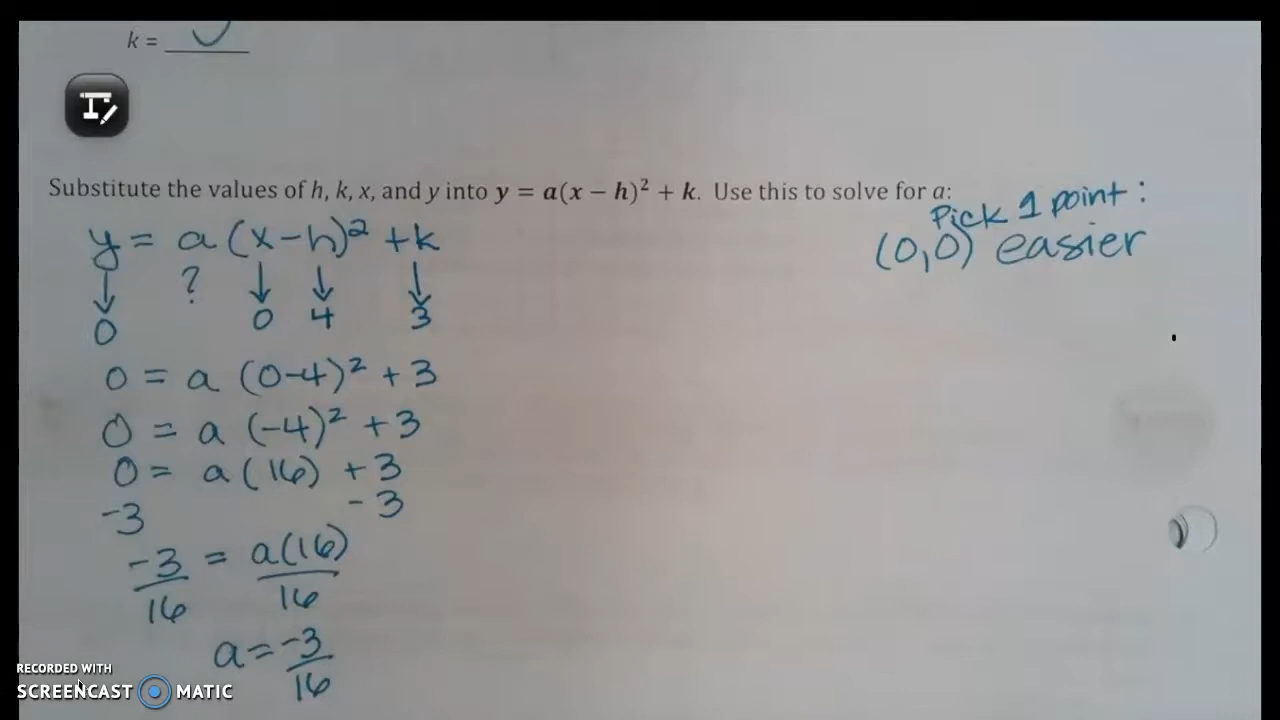 k = ______
Substitute the values of h, k, x, and y into y = a(x − h)² + k. Use this to solve for a:
Pick 1 point:
(0,0) easier
y = a(x-h)² +k
↓ ? ↓ ↓ ↓
0 0 4 3
0 = a (0-4)² + 3
0 = a (-4)² + 3
0 = a(16) + 3
-3 - 3
-3 = a(16)
16 16
a = -3
16
RECORDED WITH
SCREENCAST MATIC